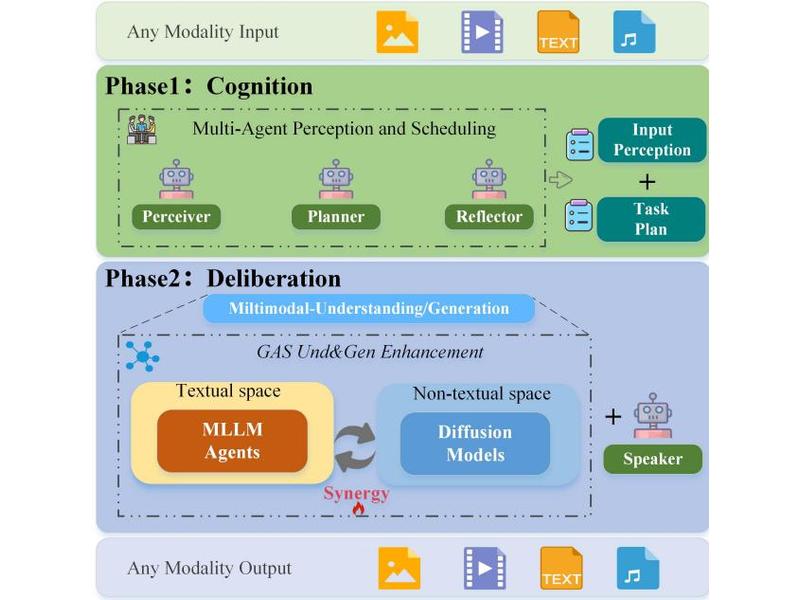 Any Modality Input
TEXT
Phase1: Cognition
Multi-Agent Perception and Scheduling
Perceiver
Planner
Reflector
Input
Perception
+
Task
Plan
Phase2: Deliberation
Miltimodal-Understanding/Generation
GAS Und&Gen Enhancement
Textual space
MLLM
Agents
Non-textual space
Diffusion
Models
Synergy
+
Speaker
Any Modality Output
TEXT